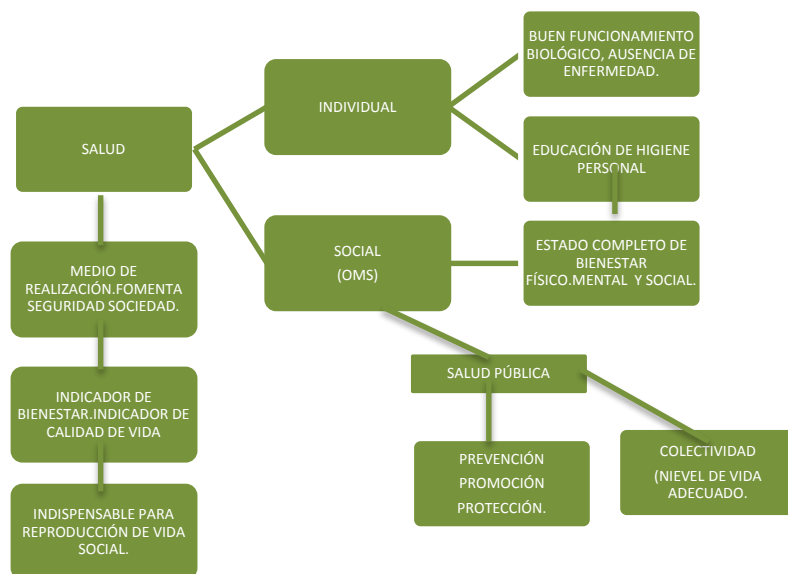 BUEN FUNCIONAMIENTO
BIOLÓGICO, AUSENCIA DE
ENFERMEDAD.
INDIVIDUAL
SALUD
EDUCACIÓN DE HIGIENE
PERSONAL
SOCIAL
(OMS)
ESTADO COMPLETO DE
BIENESTAR
FÍSICO.MENTAL Y SOCIAL.
MEDIO DE
REALIZACIÓN.FOMENTA
SEGURIDAD SOCIEDAD.
SALUD PÚBLICA
INDICADOR DE
BIENESTAR.INDICADOR DE
CALIDAD DE VIDA
PREVENCIÓN
PROMOCIÓN
PROTECCIÓN.
COLECTIVIDAD
(NIEVEL DE VIDA
ADECUADO.
INDISPENSABLE PARA
REPRODUCCIÓN DE VIDA
SOCIAL.